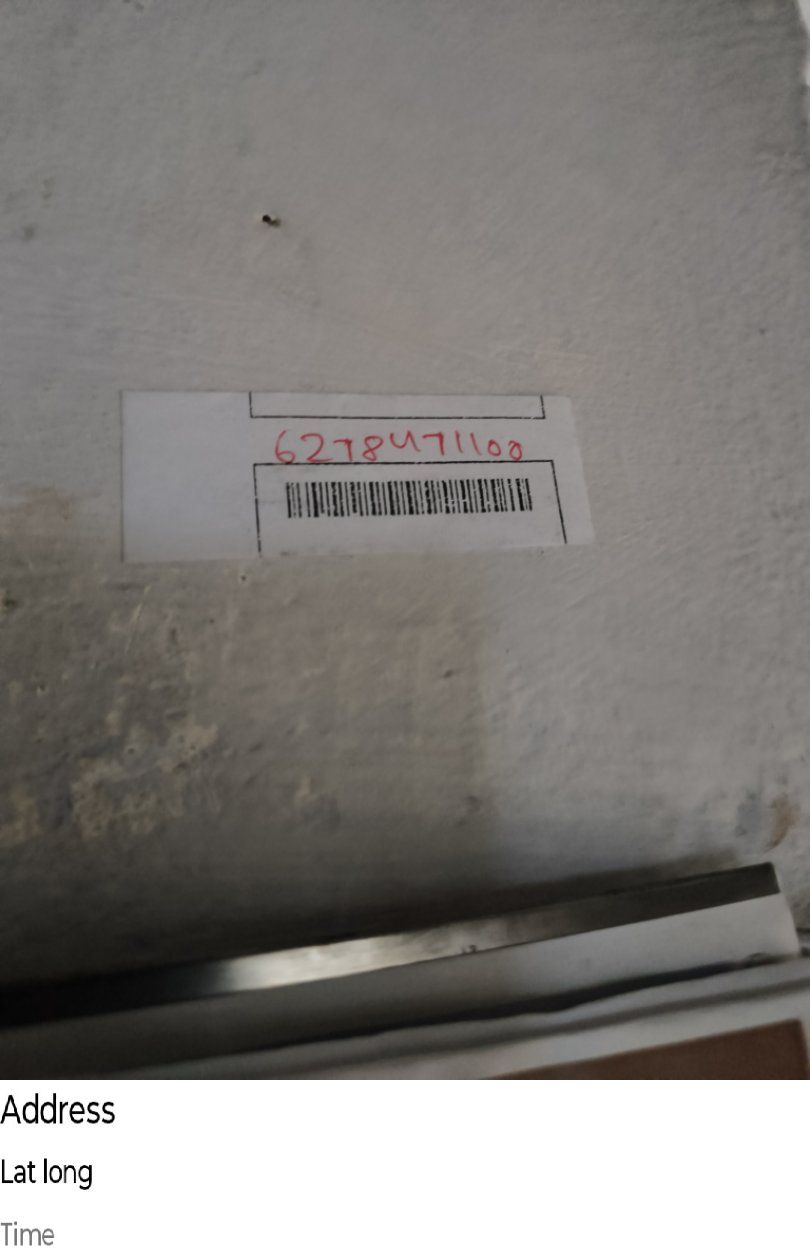 6278471100
Address
Lat long
Time